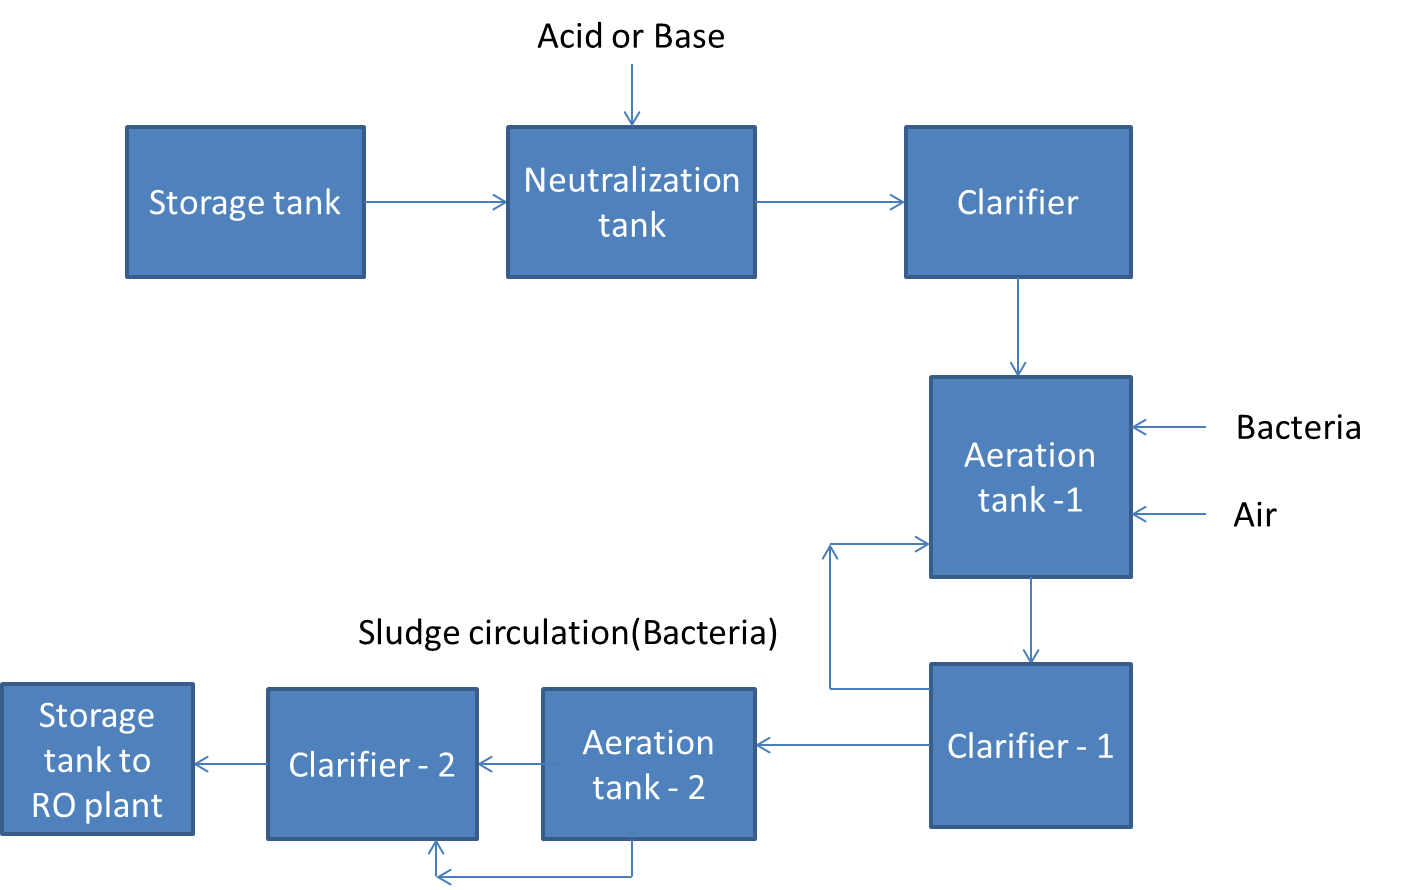 Acid or Base
Storage tank
Neutralization
tank
Clarifier
Aeration
tank -1
Bacteria
Air
Sludge circulation(Bacteria)
Clarifier - 1
Aeration
tank - 2
Clarifier - 2
Storage
tank to
RO plant